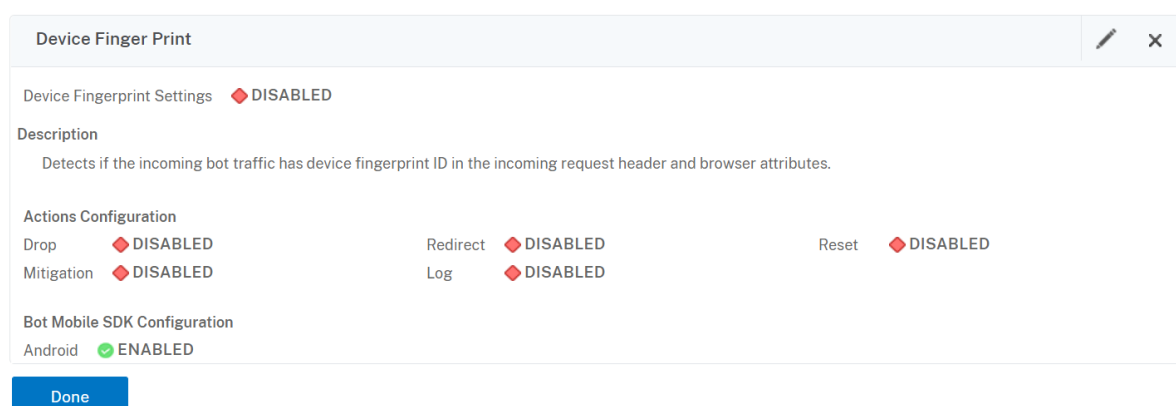 Device Finger Print
Device Fingerprint Settings DISABLED
Description
Detects if the incoming bot traffic has device fingerprint ID in the incoming request header and browser attributes.
Actions Configuration
Drop DISABLED Redirect DISABLED Reset DISABLED
Mitigation DISABLED Log DISABLED
Bot Mobile SDK Configuration
Android ENABLED
Done